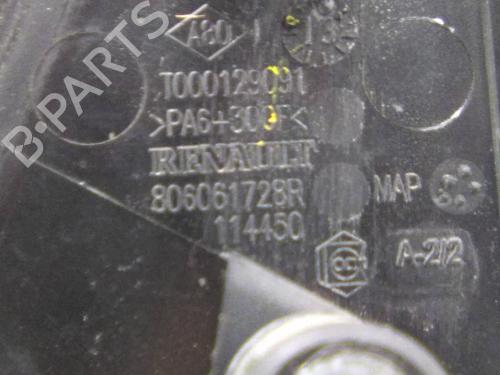 A80
T000129091
>PA6+30GF<
RENAULT
806061728R
MAP
114450
A-2/2
B-PARTS